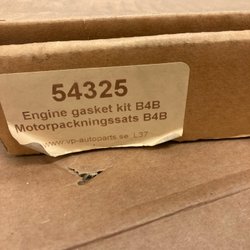 54325
Engine gasket kit B4B
Motorpackningssats B4B
www.vp-autoparts.se L37